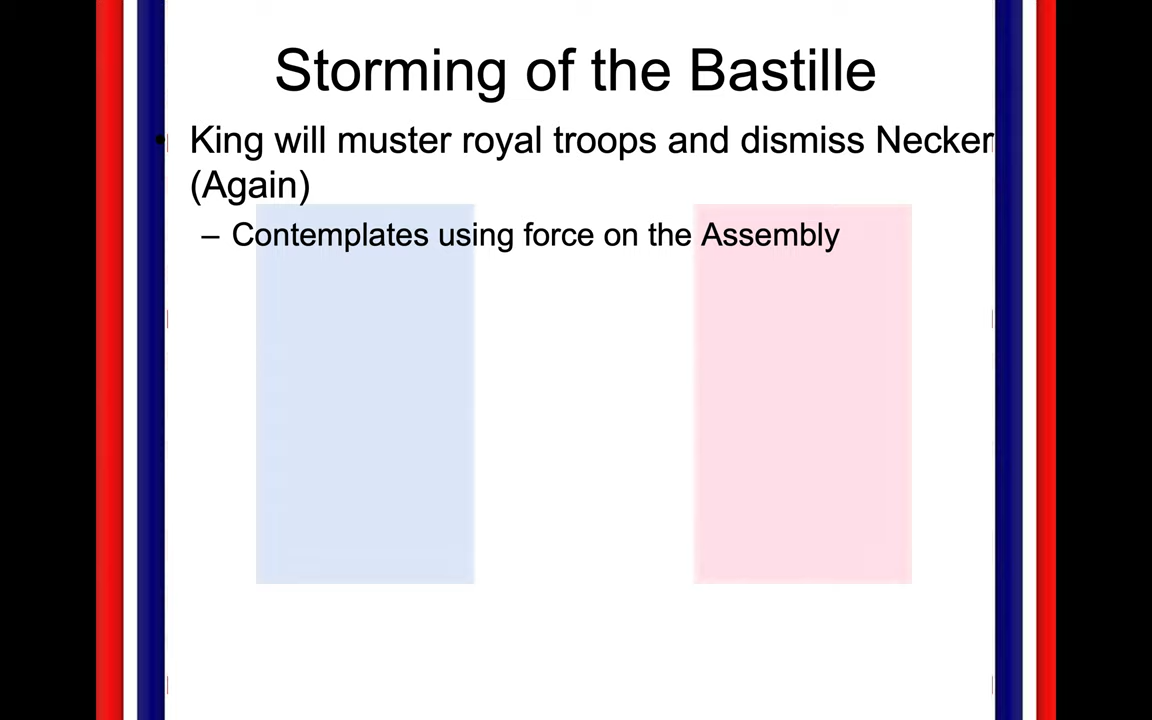 Storming of the Bastille
• King will muster royal troops and dismiss Necker
(Again)
– Contemplates using force on the Assembly